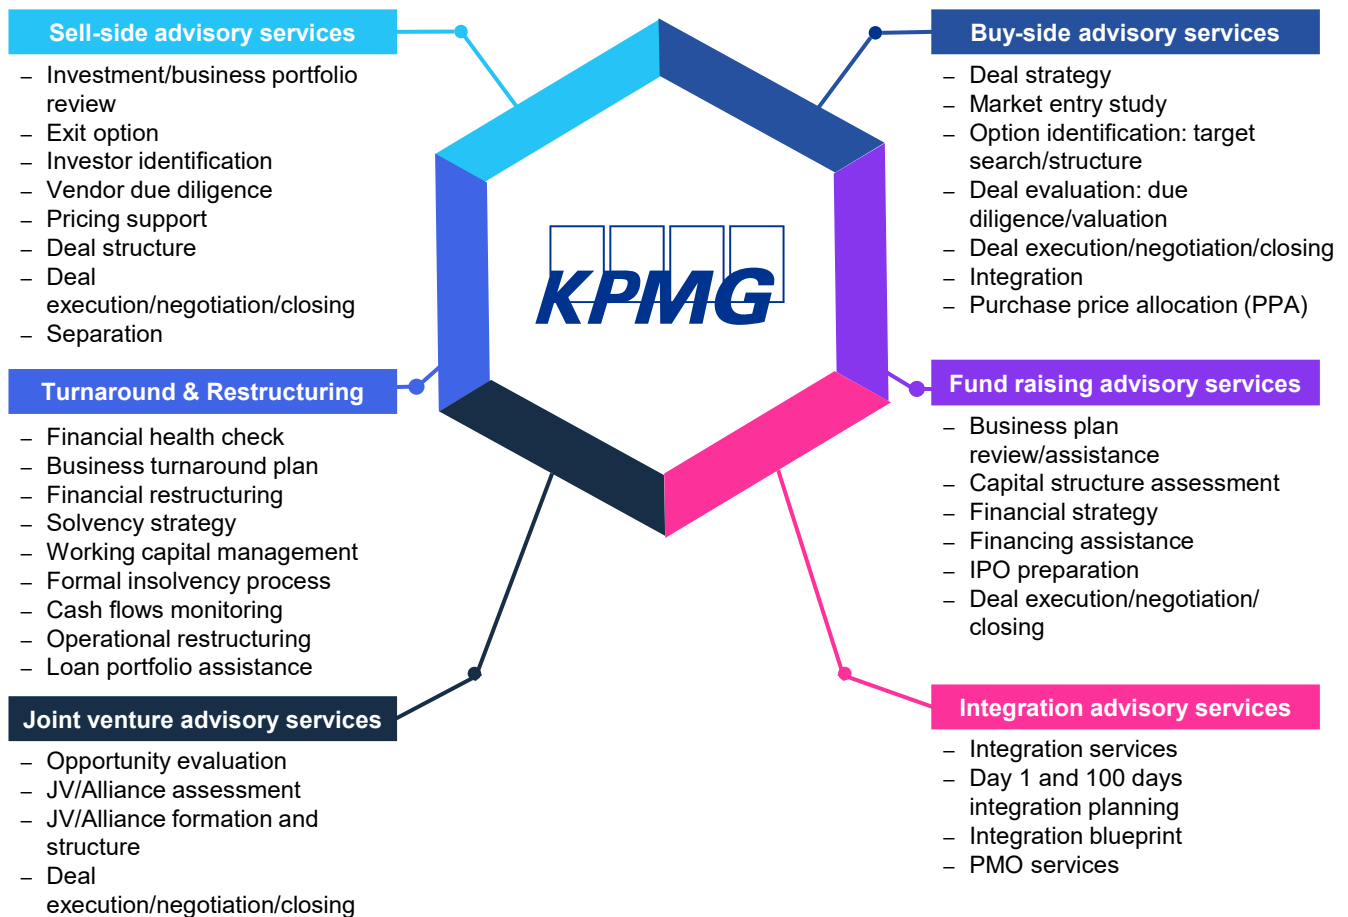 Sell-side advisory services
– Investment/business portfolio
review
– Exit option
– Investor identification
– Vendor due diligence
– Pricing support
– Deal structure
– Deal
execution/negotiation/closing
– Separation
Turnaround & Restructuring
– Financial health check
– Business turnaround plan
– Financial restructuring
– Solvency strategy
– Working capital management
– Formal insolvency process
– Cash flows monitoring
– Operational restructuring
– Loan portfolio assistance
Joint venture advisory services
– Opportunity evaluation
– JV/Alliance assessment
– JV/Alliance formation and
structure
– Deal
execution/negotiation/closing
KPMG
Buy-side advisory services
– Deal strategy
– Market entry study
– Option identification: target
search/structure
– Deal evaluation: due
diligence/valuation
– Deal execution/negotiation/closing
– Integration
– Purchase price allocation (PPA)
Fund raising advisory services
– Business plan
review/assistance
– Capital structure assessment
– Financial strategy
– Financing assistance
– IPO preparation
– Deal execution/negotiation/
closing
Integration advisory services
– Integration services
– Day 1 and 100 days
integration planning
– Integration blueprint
– PMO services